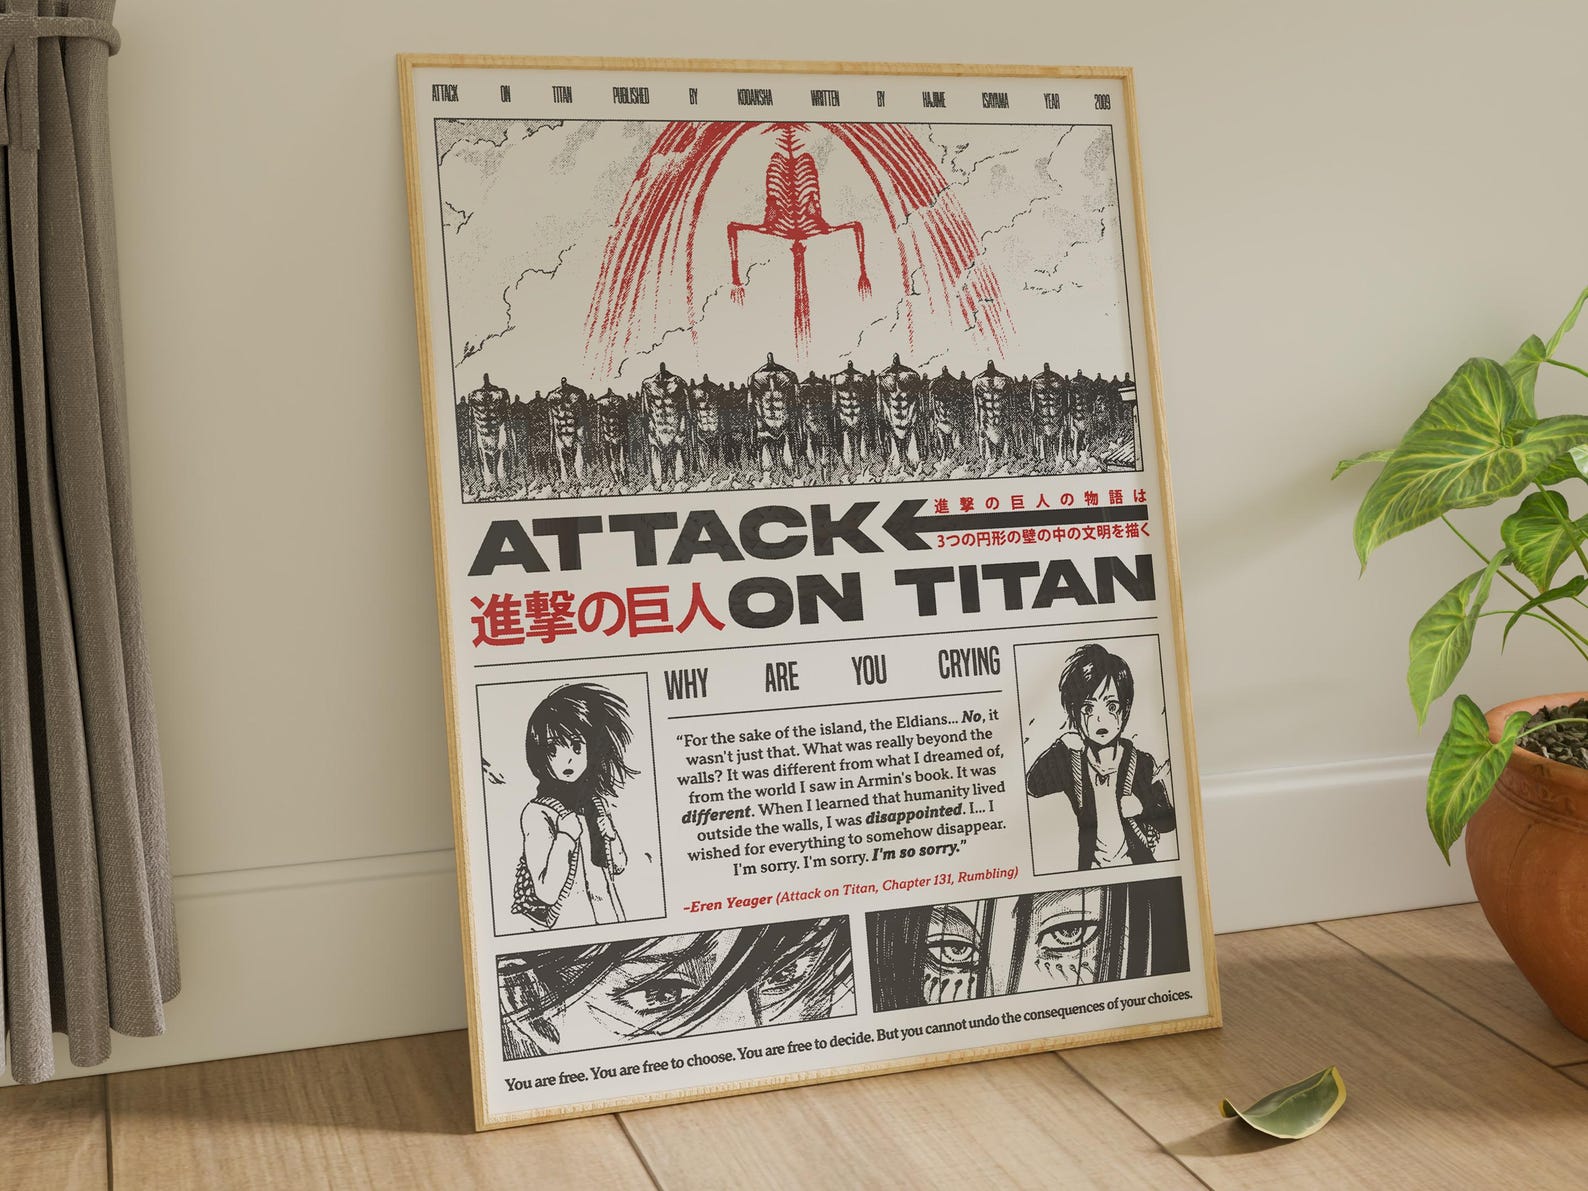 ATTACK ON TITAN PUBLISHED BY KODANSHA WRITTEN BY HAJIME ISAYAMA YEAR 2009
ATTACK
進撃の巨人の物語は
3つの円形の壁の中の文明を描く
進撃の巨人
ON TITAN
WHY ARE YOU CRYING
“For the sake of the island, the Eldians... No, it
wasn't just that. What was really beyond the
walls? It was different from what I dreamed of,
from the world I saw in Armin's book. It was
different. When I learned that humanity lived
outside the walls, I was disappointed. I... I
wished for everything to somehow disappear.
I'm sorry. I'm sorry. I'm so sorry.”
–Eren Yeager (Attack on Titan, Chapter 131, Rumbling)
You are free. You are free to choose. You are free to decide. But you cannot undo the consequences of your choices.